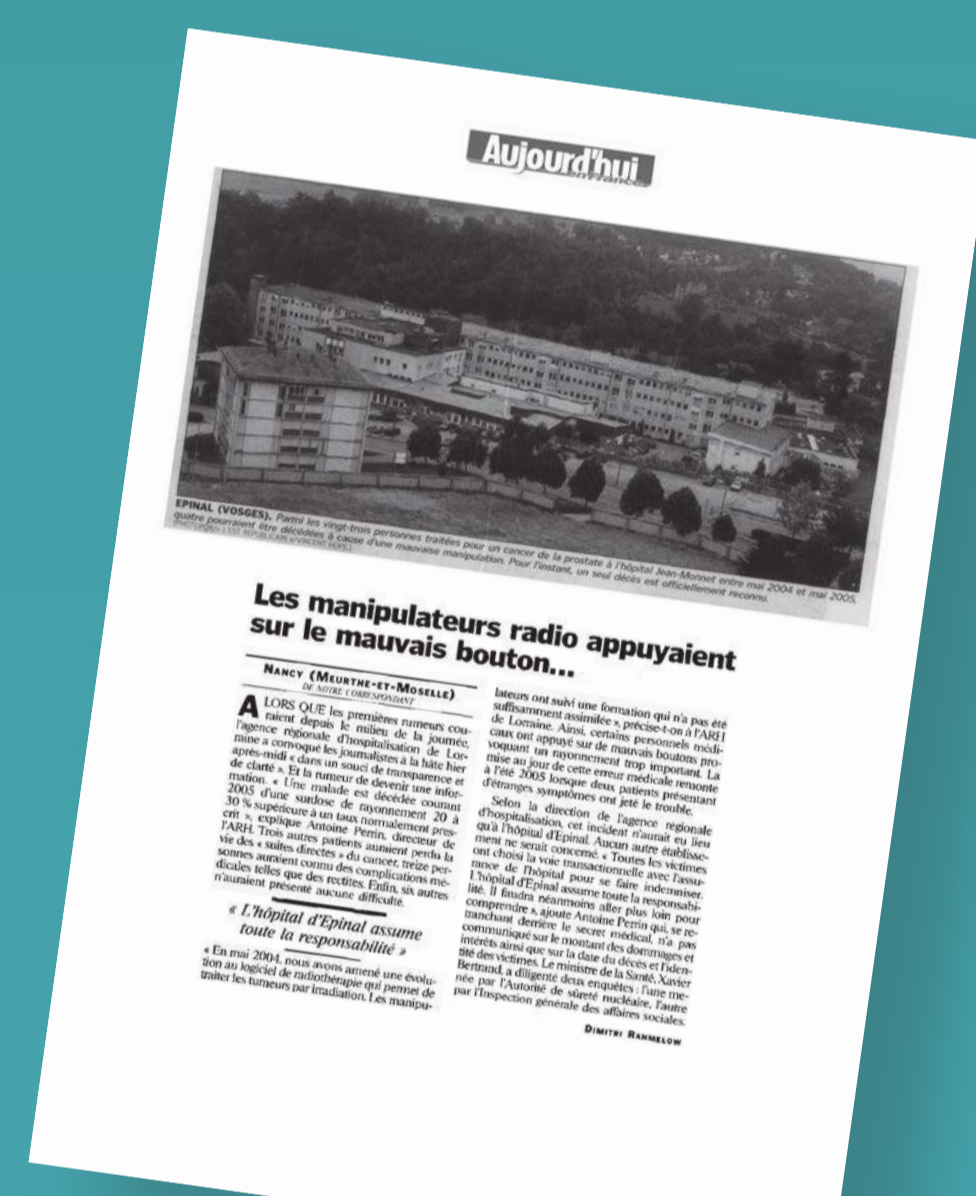 Aujourd'hui
en France
EPINAL (VOSGES). Parmi les vingt-trois personnes traitées pour un cancer de la prostate à l'hôpital Jean-Monnet entre mai 2004 et mai 2005,
quatre pourraient être décédées à cause d'une mauvaise manipulation. Pour l'instant, un seul décès est officiellement reconnu.
L'EST REPUBLICAIN
Les manipulateurs radio appuyaient
sur le mauvais bouton...
NANCY (MEURTHE-ET-MOSELLE)
DE NOTRE CORRESPONDANT
ALORS QUE les premières rumeurs cou-
raient depuis le milieu de la journée,
l'agence régionale d'hospitalisation de Lor-
raine a convoqué les journalistes à la hâte hier
après-midi « dans un souci de transparence et
de clarté ». Et la rumeur de devenir une infor-
mation. « Une malade est décédée courant
2005 d'une surdose de rayonnement 20 à
30 % supérieure à un taux normalement pres-
crit », explique Antoine Perrin, directeur de
l'ARH. Trois autres patients auraient perdu la
vie des « suites directes » du cancer, treize per-
sonnes auraient connu des complications mé-
dicales telles que des rectites. Enfin, six autres
n'auraient présenté aucune difficulté.
« L'hôpital d'Epinal assume
toute la responsabilité »
« En mai 2004, nous avons amené une évolu-
tion au logiciel de radiothérapie qui permet de
traiter les tumeurs par irradiation. Les manipu-
lateurs ont suivi une formation qui n'a pas été
suffisamment assimilée », précise-t-on à l'ARH
de Lorraine. Ainsi, certains personnels médi-
caux ont appuyé sur de mauvais boutons pro-
voquant un rayonnement trop important. La
mise au jour de cette erreur médicale remonte
à l'été 2005 lorsque deux patients présentant
d'étranges symptômes ont jeté le trouble.
Selon la direction de l'agence régionale
d'hospitalisation, cet incident n'aurait eu lieu
qu'à l'hôpital d'Epinal. Aucun autre établisse-
ment ne serait concerné. « Toutes les victimes
ont choisi la voie transactionnelle avec l'assu-
rance de l'hôpital pour se faire indemniser.
L'hôpital d'Epinal assume toute la responsabi-
lité. Il faudra néanmoins aller plus loin pour
comprendre », ajoute Antoine Perrin qui, se re-
tranchant derrière le secret médical, n'a pas
communiqué sur le montant des dommages et
intérêts ainsi que sur la date du décès et l'iden-
tité des victimes. Le ministre de la Santé, Xavier
Bertrand, a diligenté deux enquêtes : l'une me-
née par l'Autorité de sûreté nucléaire, l'autre
par l'Inspection générale des affaires sociales.
DIMITRI RAHMELOW